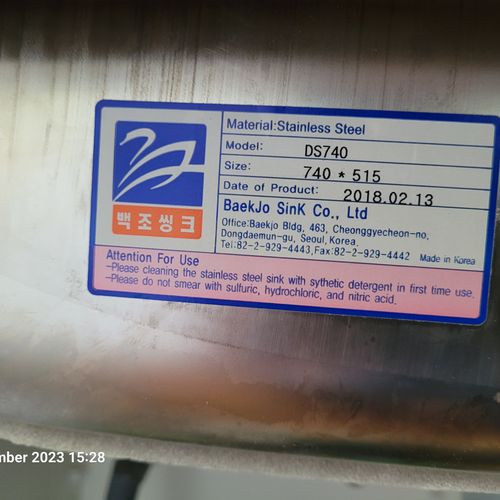 Material:Stainless Steel
Model: DS740
Size: 740 * 515
Date of Product: 2018.02.13
BaekJo SinK Co., Ltd
Office:Baekjo Bldg, 463, Cheonggyecheon-no,
Dongdaemun-gu, Seoul, Korea.
Tel:82-2-929-4443,Fax:82-2-929-4442 Made in Korea
백조씽크
Attention For Use
-Please cleaning the stainless steel sink with sythetic detergent in first time use.
-Please do not smear with sulfuric, hydrochloric, and nitric acid.
mber 2023 15:28